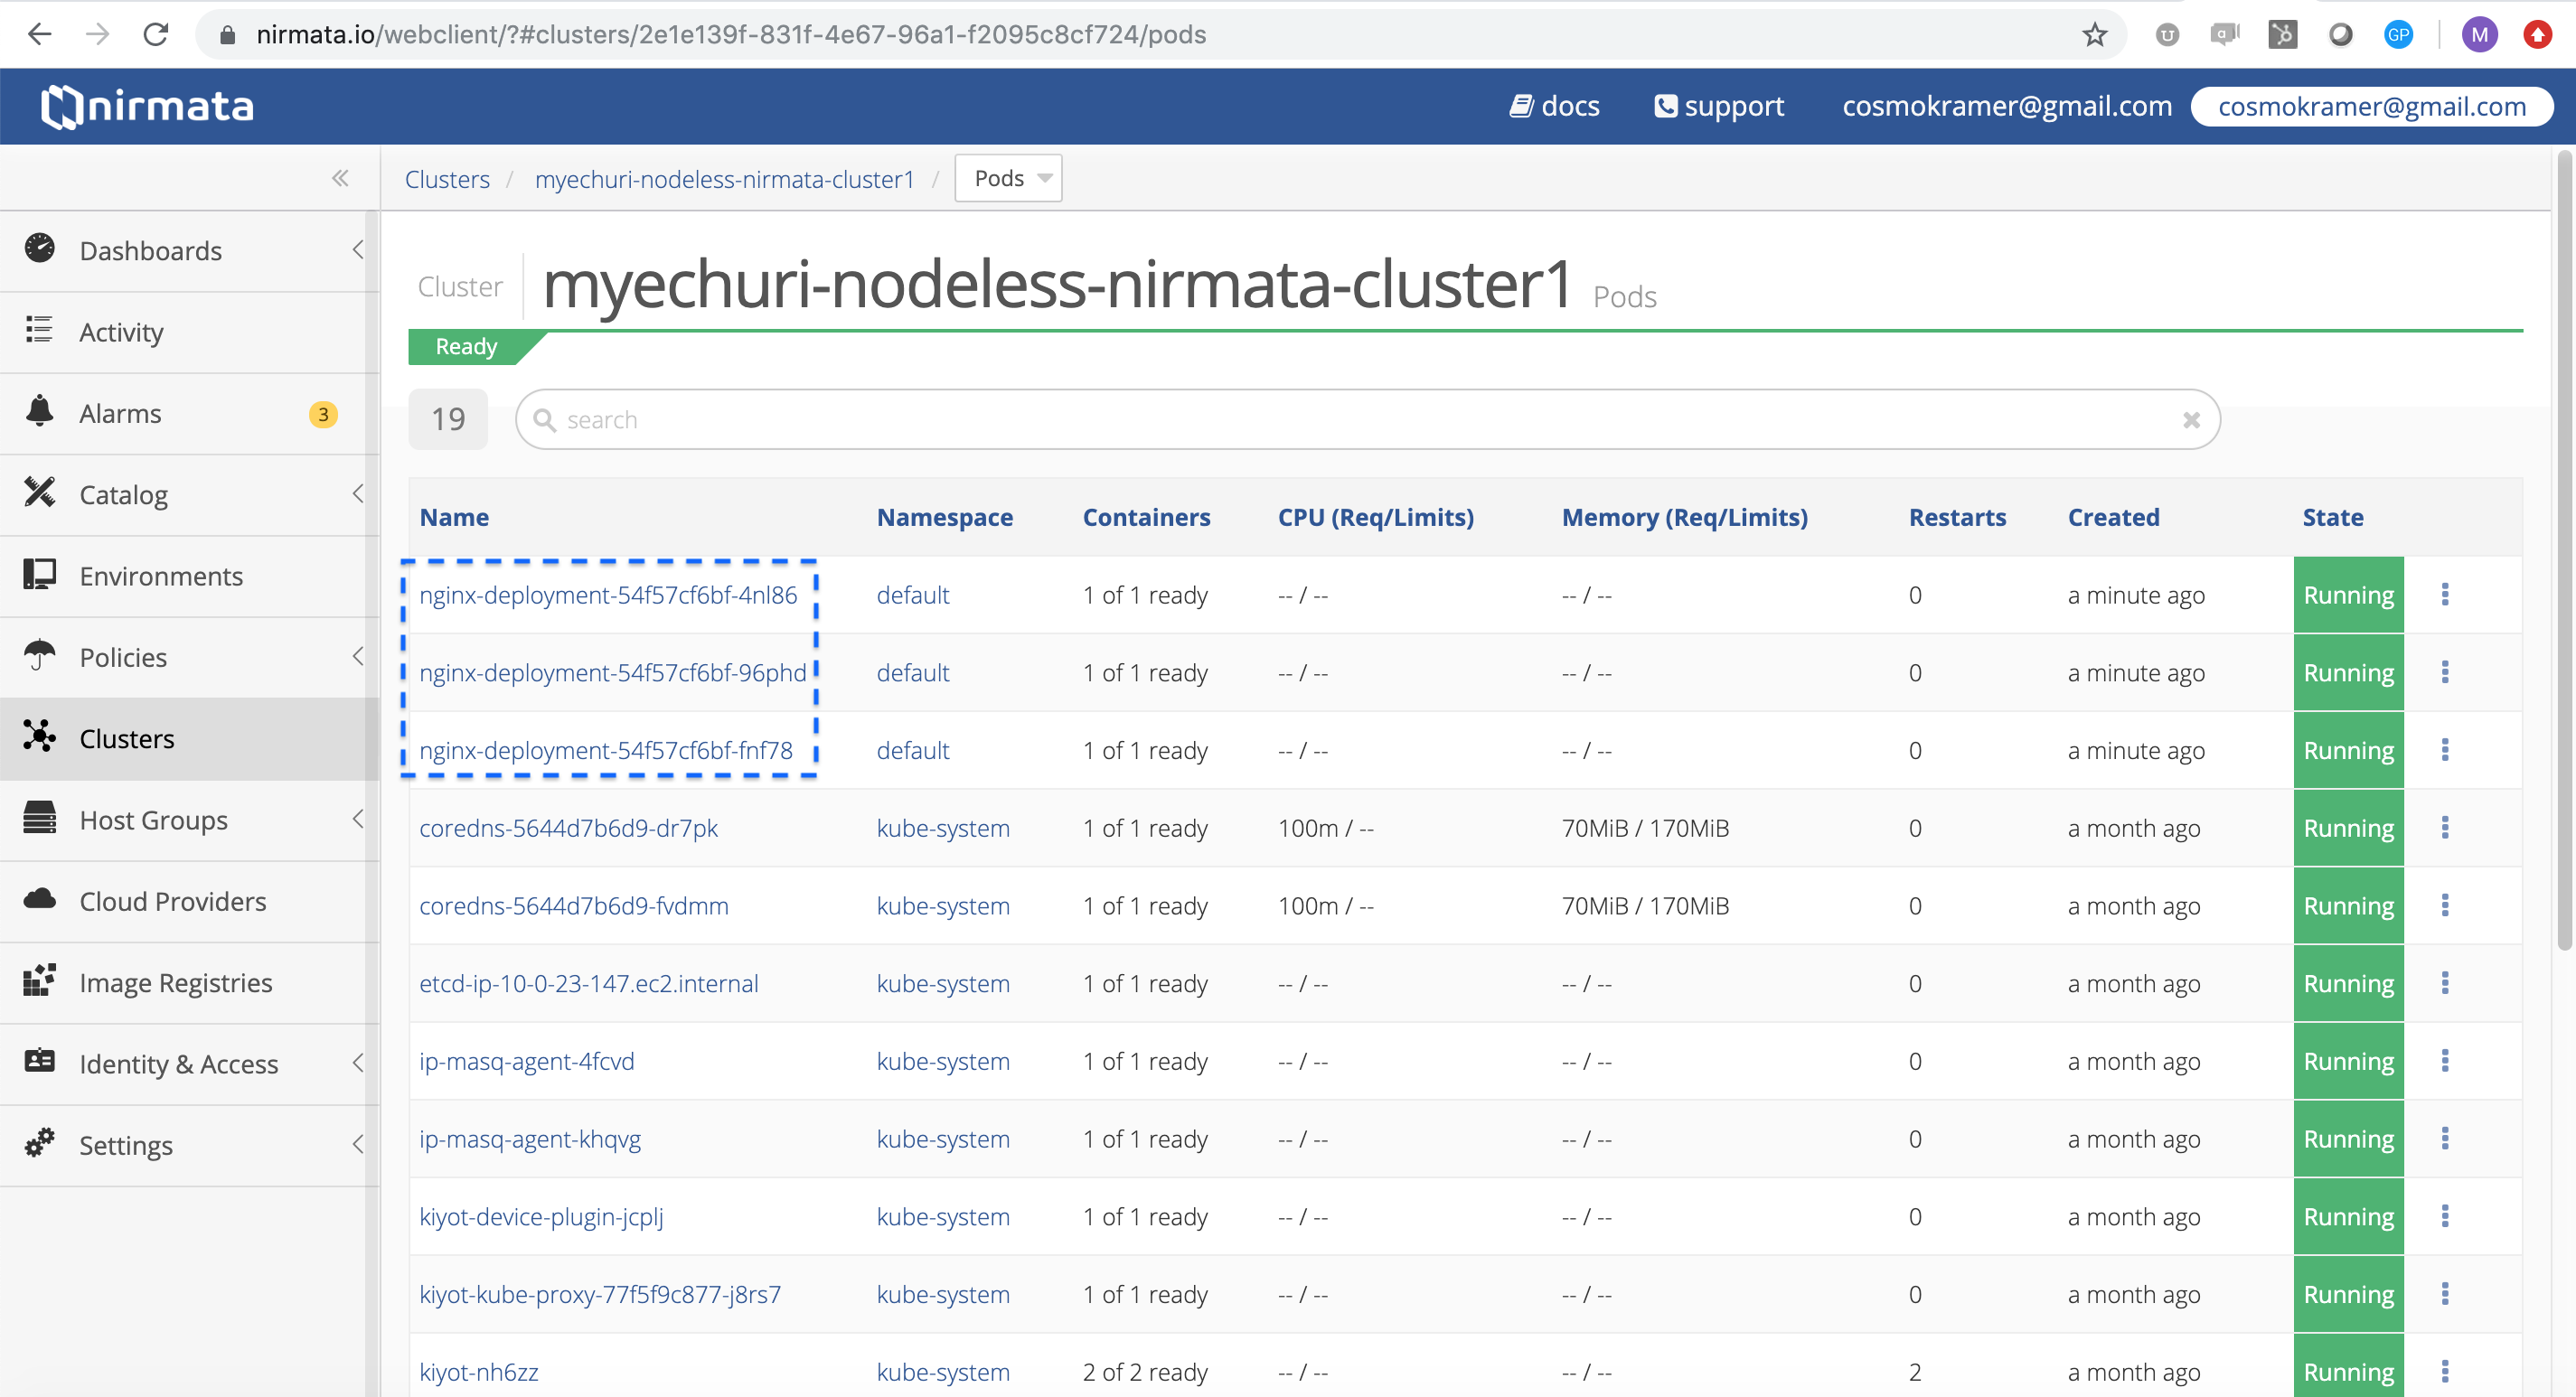 nirmata.io/webclient/?#clusters/2e1e139f-831f-4e67-96a1-f2095c8cf724/pods
U a GP M
nirmata docs support cosmokramer@gmail.com cosmokramer@gmail.com
Clusters / myechuri-nodeless-nirmata-cluster1 / Pods
Dashboards
Activity
Alarms 3
Catalog
Environments
Policies
Clusters
Host Groups
Cloud Providers
Image Registries
Identity & Access
Settings
Cluster myechuri-nodeless-nirmata-cluster1 Pods
Ready
19 search
Name Namespace Containers CPU (Req/Limits) Memory (Req/Limits) Restarts Created State
nginx-deployment-54f57cf6bf-4nl86 default 1 of 1 ready -- / -- -- / -- 0 a minute ago Running
nginx-deployment-54f57cf6bf-96phd default 1 of 1 ready -- / -- -- / -- 0 a minute ago Running
nginx-deployment-54f57cf6bf-fnf78 default 1 of 1 ready -- / -- -- / -- 0 a minute ago Running
coredns-5644d7b6d9-dr7pk kube-system 1 of 1 ready 100m / -- 70MiB / 170MiB 0 a month ago Running
coredns-5644d7b6d9-fvdmm kube-system 1 of 1 ready 100m / -- 70MiB / 170MiB 0 a month ago Running
etcd-ip-10-0-23-147.ec2.internal kube-system 1 of 1 ready -- / -- -- / -- 0 a month ago Running
ip-masq-agent-4fcvd kube-system 1 of 1 ready -- / -- -- / -- 0 a month ago Running
ip-masq-agent-khqvg kube-system 1 of 1 ready -- / -- -- / -- 0 a month ago Running
kiyot-device-plugin-jcplj kube-system 1 of 1 ready -- / -- -- / -- 0 a month ago Running
kiyot-kube-proxy-77f5f9c877-j8rs7 kube-system 1 of 1 ready -- / -- -- / -- 0 a month ago Running
kiyot-nh6zz kube-system 2 of 2 ready -- / -- -- / -- 2 a month ago Running